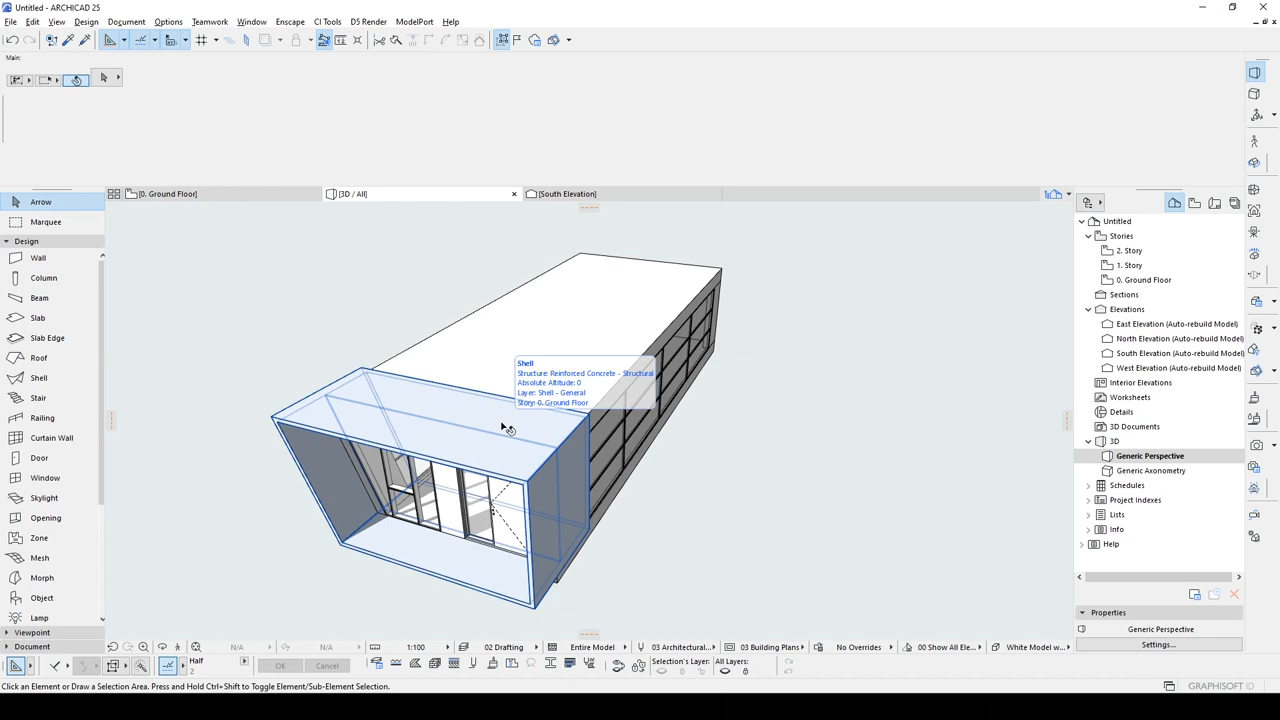 Untitled - ARCHICAD 25
File Edit View Design Document Options Teamwork Window Enscape CI Tools D5 Render ModelPort Help
Main:
[0. Ground Floor]
[3D / All]
[South Elevation]
Arrow
Marquee
Design
Wall
Column
Beam
Slab
Slab Edge
Roof
Shell
Stair
Railing
Curtain Wall
Door
Window
Skylight
Opening
Zone
Mesh
Morph
Object
Lamp
Viewpoint
Document
Shell
Structure: Reinforced Concrete - Structural
Absolute Altitude: 0
Layer: Shell - General
Story: 0. Ground Floor
Untitled
Stories
2. Story
1. Story
0. Ground Floor
Sections
Elevations
East Elevation (Auto-rebuild Model)
North Elevation (Auto-rebuild Model)
South Elevation (Auto-rebuild Model)
West Elevation (Auto-rebuild Model)
Interior Elevations
Worksheets
Details
3D Documents
3D
Generic Perspective
Generic Axonometry
Schedules
Project Indexes
Lists
Info
Help
Properties
Generic Perspective
Settings...
N/A N/A 1:100 02 Drafting Entire Model 03 Architectural... 03 Building Plans No Overrides 00 Show All Ele... White Model w...
Half
2
OK Cancel
Selection's Layer: All Layers:
Click an Element or Draw a Selection Area. Press and Hold Ctrl+Shift to Toggle Element/Sub-Element Selection.
GRAPHISOFT